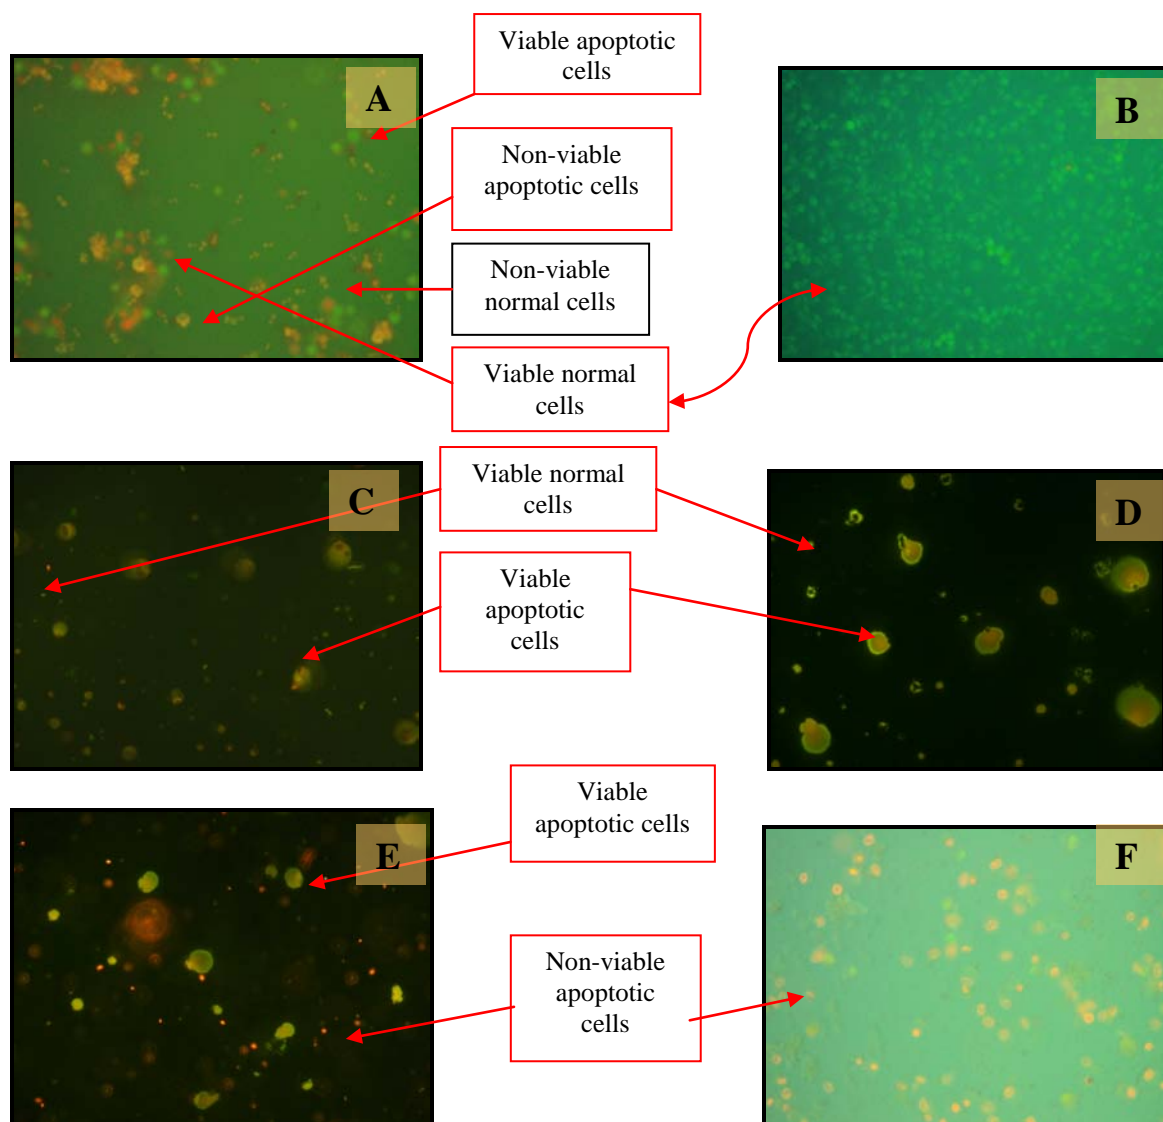 Viable apoptotic
cells
A
B
Non-viable
apoptotic cells
Non-viable
normal cells
Viable normal
cells
Viable normal
cells
C
D
Viable
apoptotic
cells
Viable
apoptotic cells
E
F
Non-viable
apoptotic
cells